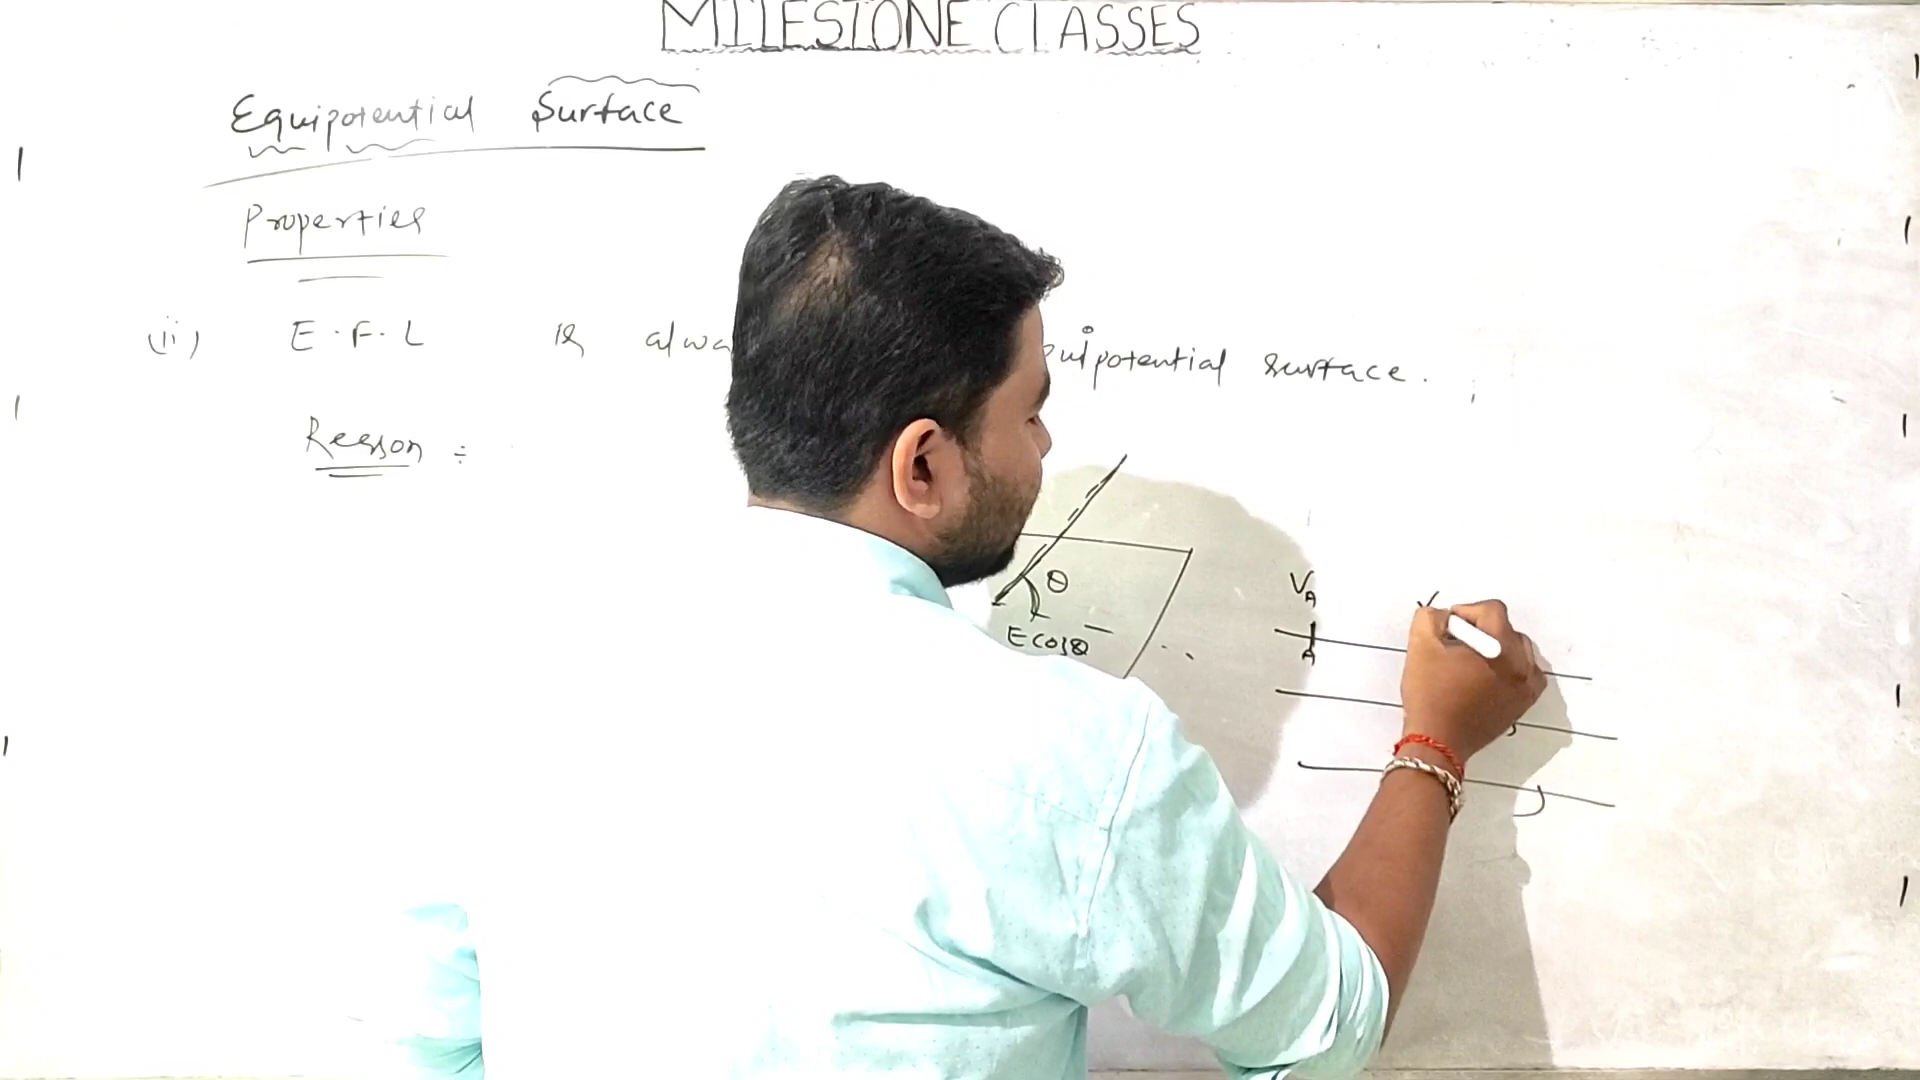 MILESTONE CLASSES
Equipotential Surface
Properties
(ii) E.F.L is alwa uipotential surface.
Reason :
θ
E cosθ
V_A
V
A